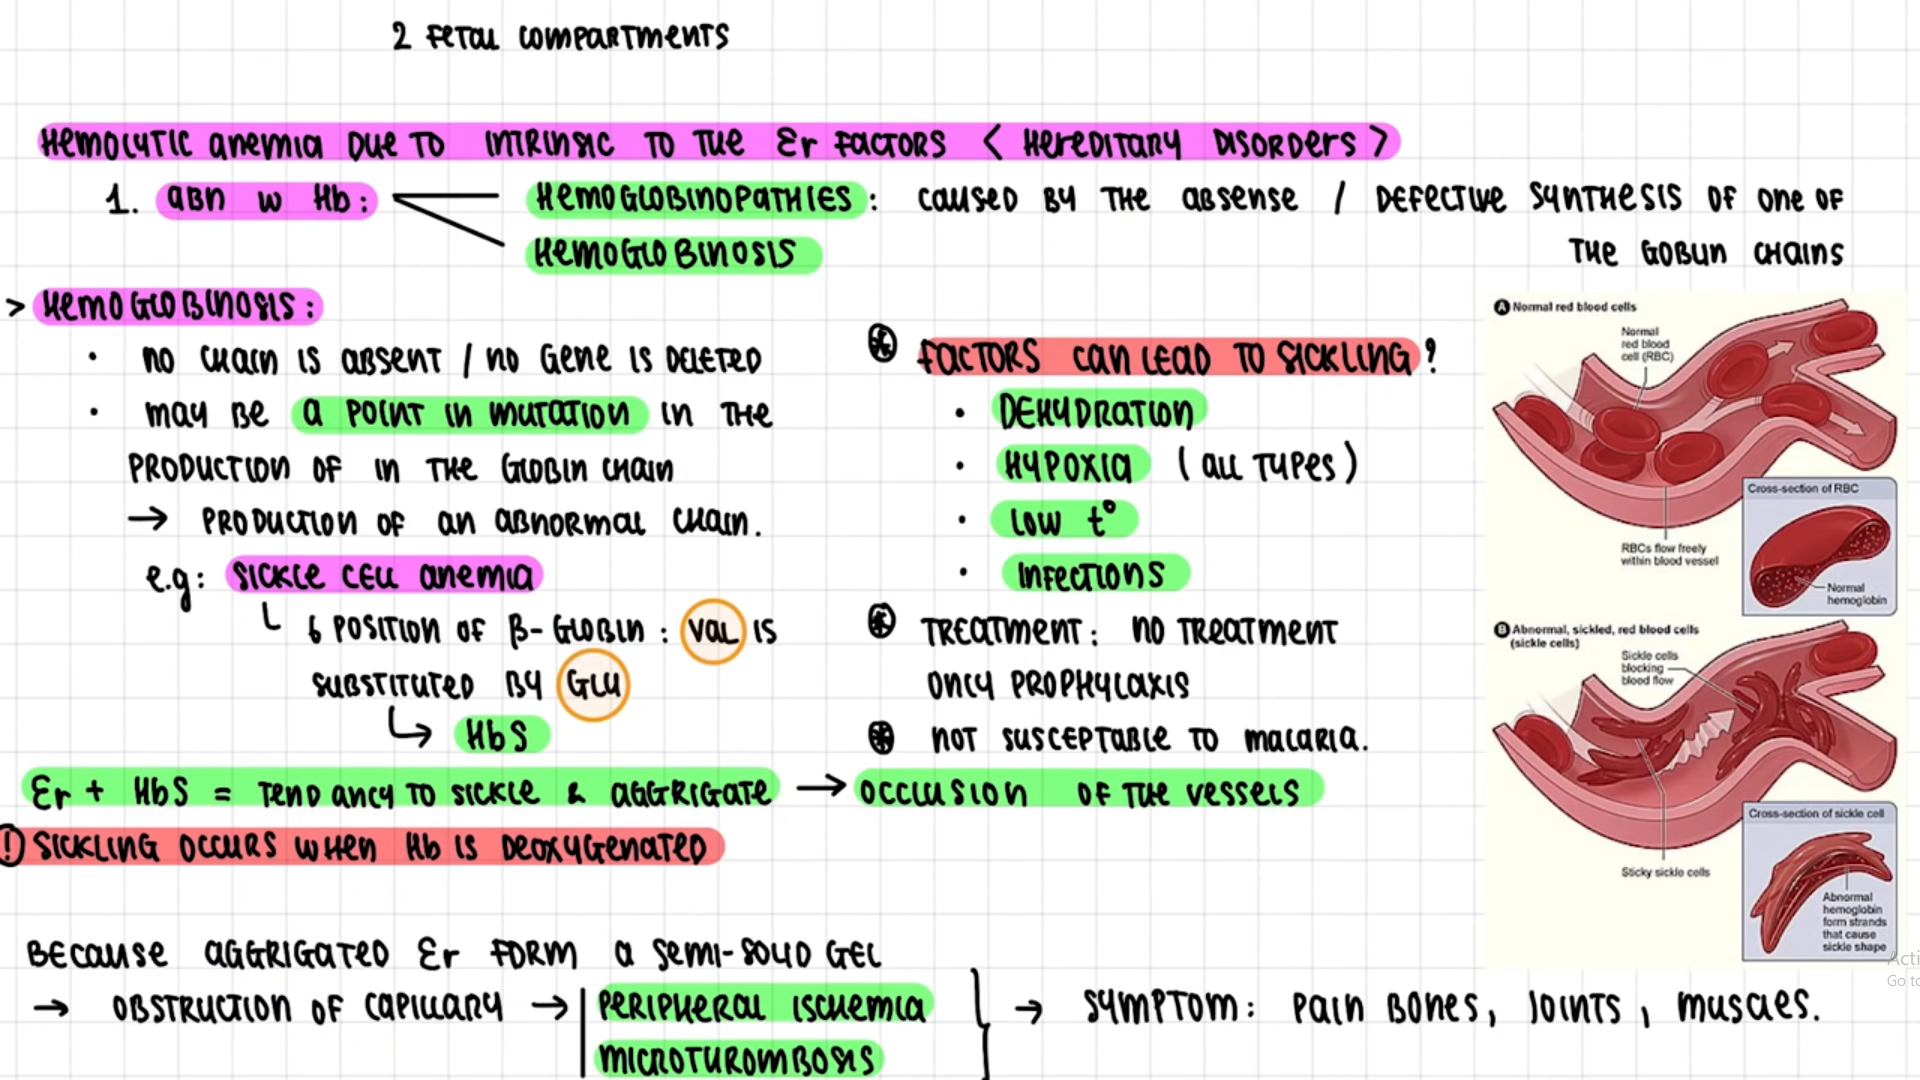 2 FETAL COMPARTMENTS
HEMOLYTIC ANEMIA DUE TO INTRINSIC TO THE Er FACTORS < HEREDITARY DISORDERS >
1. ABN W Hb: HEMOGLOBINOPATHIES: CAUSED BY THE ABSENSE / DEFECTIVE SYNTHESIS OF ONE OF
THE GOBLIN CHAINS
HEMOGLOBINOSIS
> HEMOGLOBINOSIS:
• NO CHAIN IS ABSENT / NO GENE IS DELETED
• MAY BE A POINT IN MUTATION IN THE
PRODUCTION OF IN THE GLOBIN CHAIN
→ PRODUCTION OF AN ABNORMAL CHAIN.
e.g: SICKLE CELL ANEMIA
6 POSITION OF β-GLOBIN: VAL IS
SUBSTITUTED BY GLU
HbS
Er + HbS = TENDANCY TO SICKLE & AGGRIGATE → OCCLUSION OF THE VESSELS
! SICKLING OCCURS WHEN Hb IS DEOXYGENATED
* FACTORS CAN LEAD TO SICKLING?
• DEHYDRATION
• HYPOXIA (ALL TYPES)
• LOW t°
• INFECTIONS
* TREATMENT: NO TREATMENT
ONLY PROPHYLAXIS
* NOT SUSCEPTABLE TO MALARIA.
A Normal red blood cells
Normal
red blood
cell (RBC)
Cross-section of RBC
RBCs flow freely
within blood vessel
Normal
hemoglobin
B Abnormal, sickled, red blood cells
(sickle cells)
Sickle cells
blocking
blood flow
Cross-section of sickle cell
Sticky sickle cells
Abnormal
hemoglobin
form strands
that cause
sickle shape
BECAUSE AGGRIGATED Er FORM A SEMI-SOLID GEL
→ OBSTRUCTION OF CAPILLARY → PERIPHERAL ISCHEMIA
MICROTHROMBOSIS
→ SYMPTOM: PAIN BONES, JOINTS, MUSCLES.
Acti
Go to